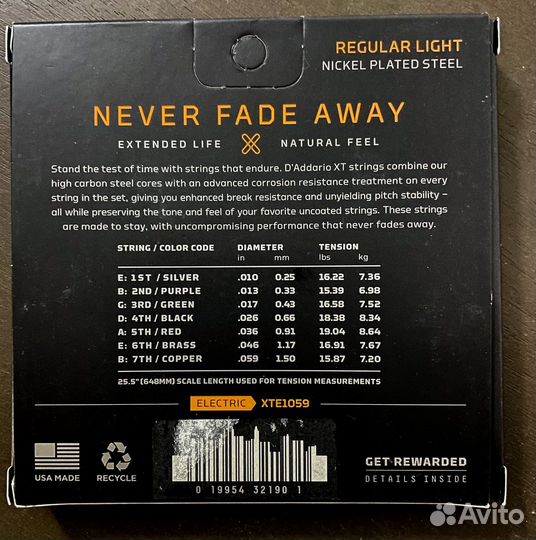 REGULAR LIGHT
NICKEL PLATED STEEL
NEVER FADE AWAY
EXTENDED LIFE NATURAL FEEL
Stand the test of time with strings that endure. D'Addario XT strings combine our
high carbon steel cores with an advanced corrosion resistance treatment on every
string in the set, giving you enhanced break resistance and unyielding pitch stability –
all while preserving the tone and feel of your favorite uncoated strings. These strings
are made to stay, with uncompromising performance that never fades away.
STRING / COLOR CODE DIAMETER TENSION
in mm lbs kg
E: 1ST / SILVER .010 0.25 16.22 7.36
B: 2ND / PURPLE .013 0.33 15.39 6.98
G: 3RD / GREEN .017 0.43 16.58 7.52
D: 4TH / BLACK .026 0.66 18.38 8.34
A: 5TH / RED .036 0.91 19.04 8.64
E: 6TH / BRASS .046 1.17 16.91 7.67
B: 7TH / COPPER .059 1.50 15.87 7.20
25.5" (648MM) SCALE LENGTH USED FOR TENSION MEASUREMENTS
ELECTRIC XTE1059
USA MADE
RECYCLE
0 19954 32190 1
GET REWARDED
DETAILS INSIDE
Avito